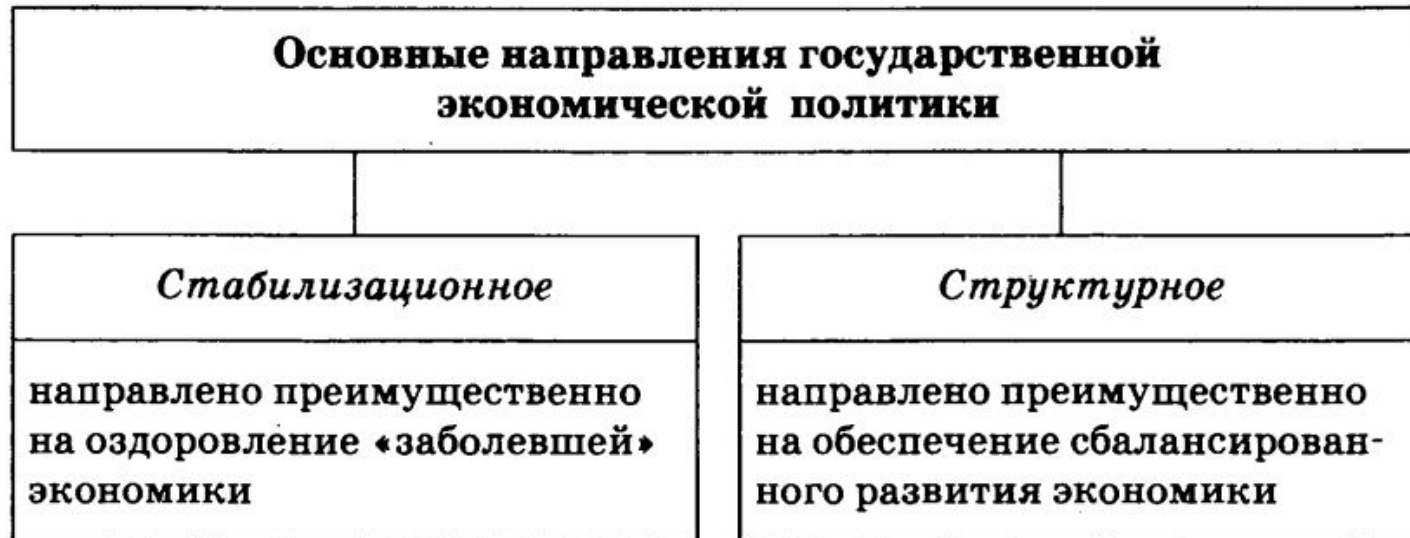 Основные направления государственной
экономической политики
Стабилизационное
направлено преимущественно
на оздоровление «заболевшей»
экономики
Структурное
направлено преимущественно
на обеспечение сбалансирован-
ного развития экономики